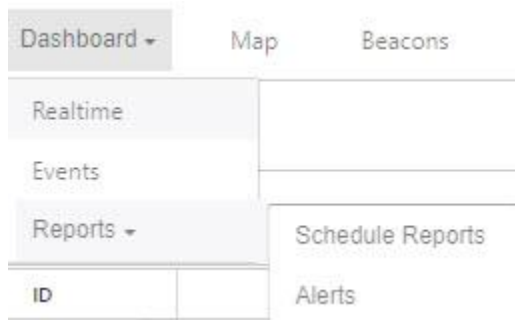 Dashboard Map Beacons
Realtime
Events
Reports
Schedule Reports
ID
Alerts